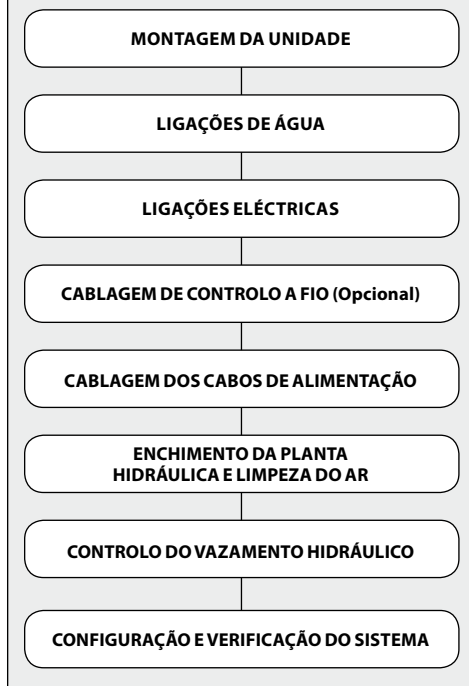 MONTAGEM DA UNIDADE
LIGAÇÕES DE ÁGUA
LIGAÇÕES ELÉCTRICAS
CABLAGEM DE CONTROLO A FIO (Opcional)
CABLAGEM DOS CABOS DE ALIMENTAÇÃO
ENCHIMENTO DA PLANTA
HIDRÁULICA E LIMPEZA DO AR
CONTROLO DO VAZAMENTO HIDRÁULICO
CONFIGURAÇÃO E VERIFICAÇÃO DO SISTEMA